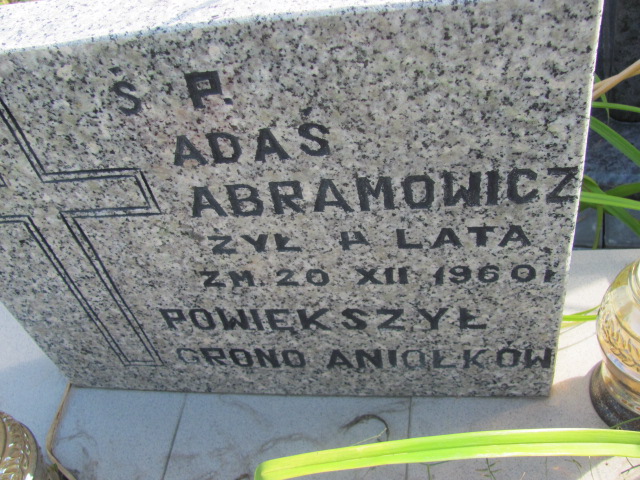 Ś P.
ADAŚ
ABRAMOWICZ
ŻYŁ 4 LATA
ZM. 20 XII 1960 r
POWIĘKSZYŁ
GRONO ANIOŁKÓW